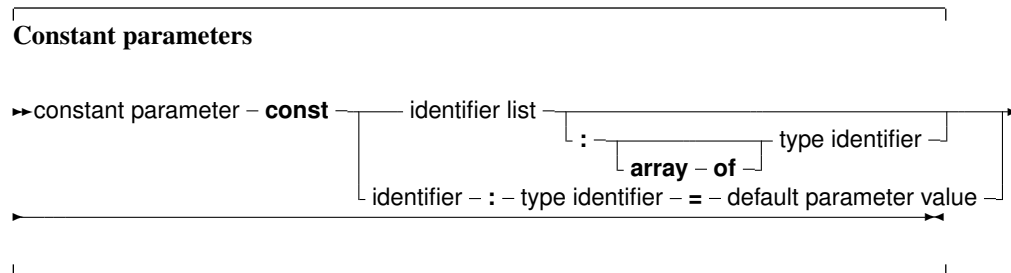 Constant parameters
constant parameter – const – identifier list –
: – type identifier –
array – of –
identifier – : – type identifier – = – default parameter value –